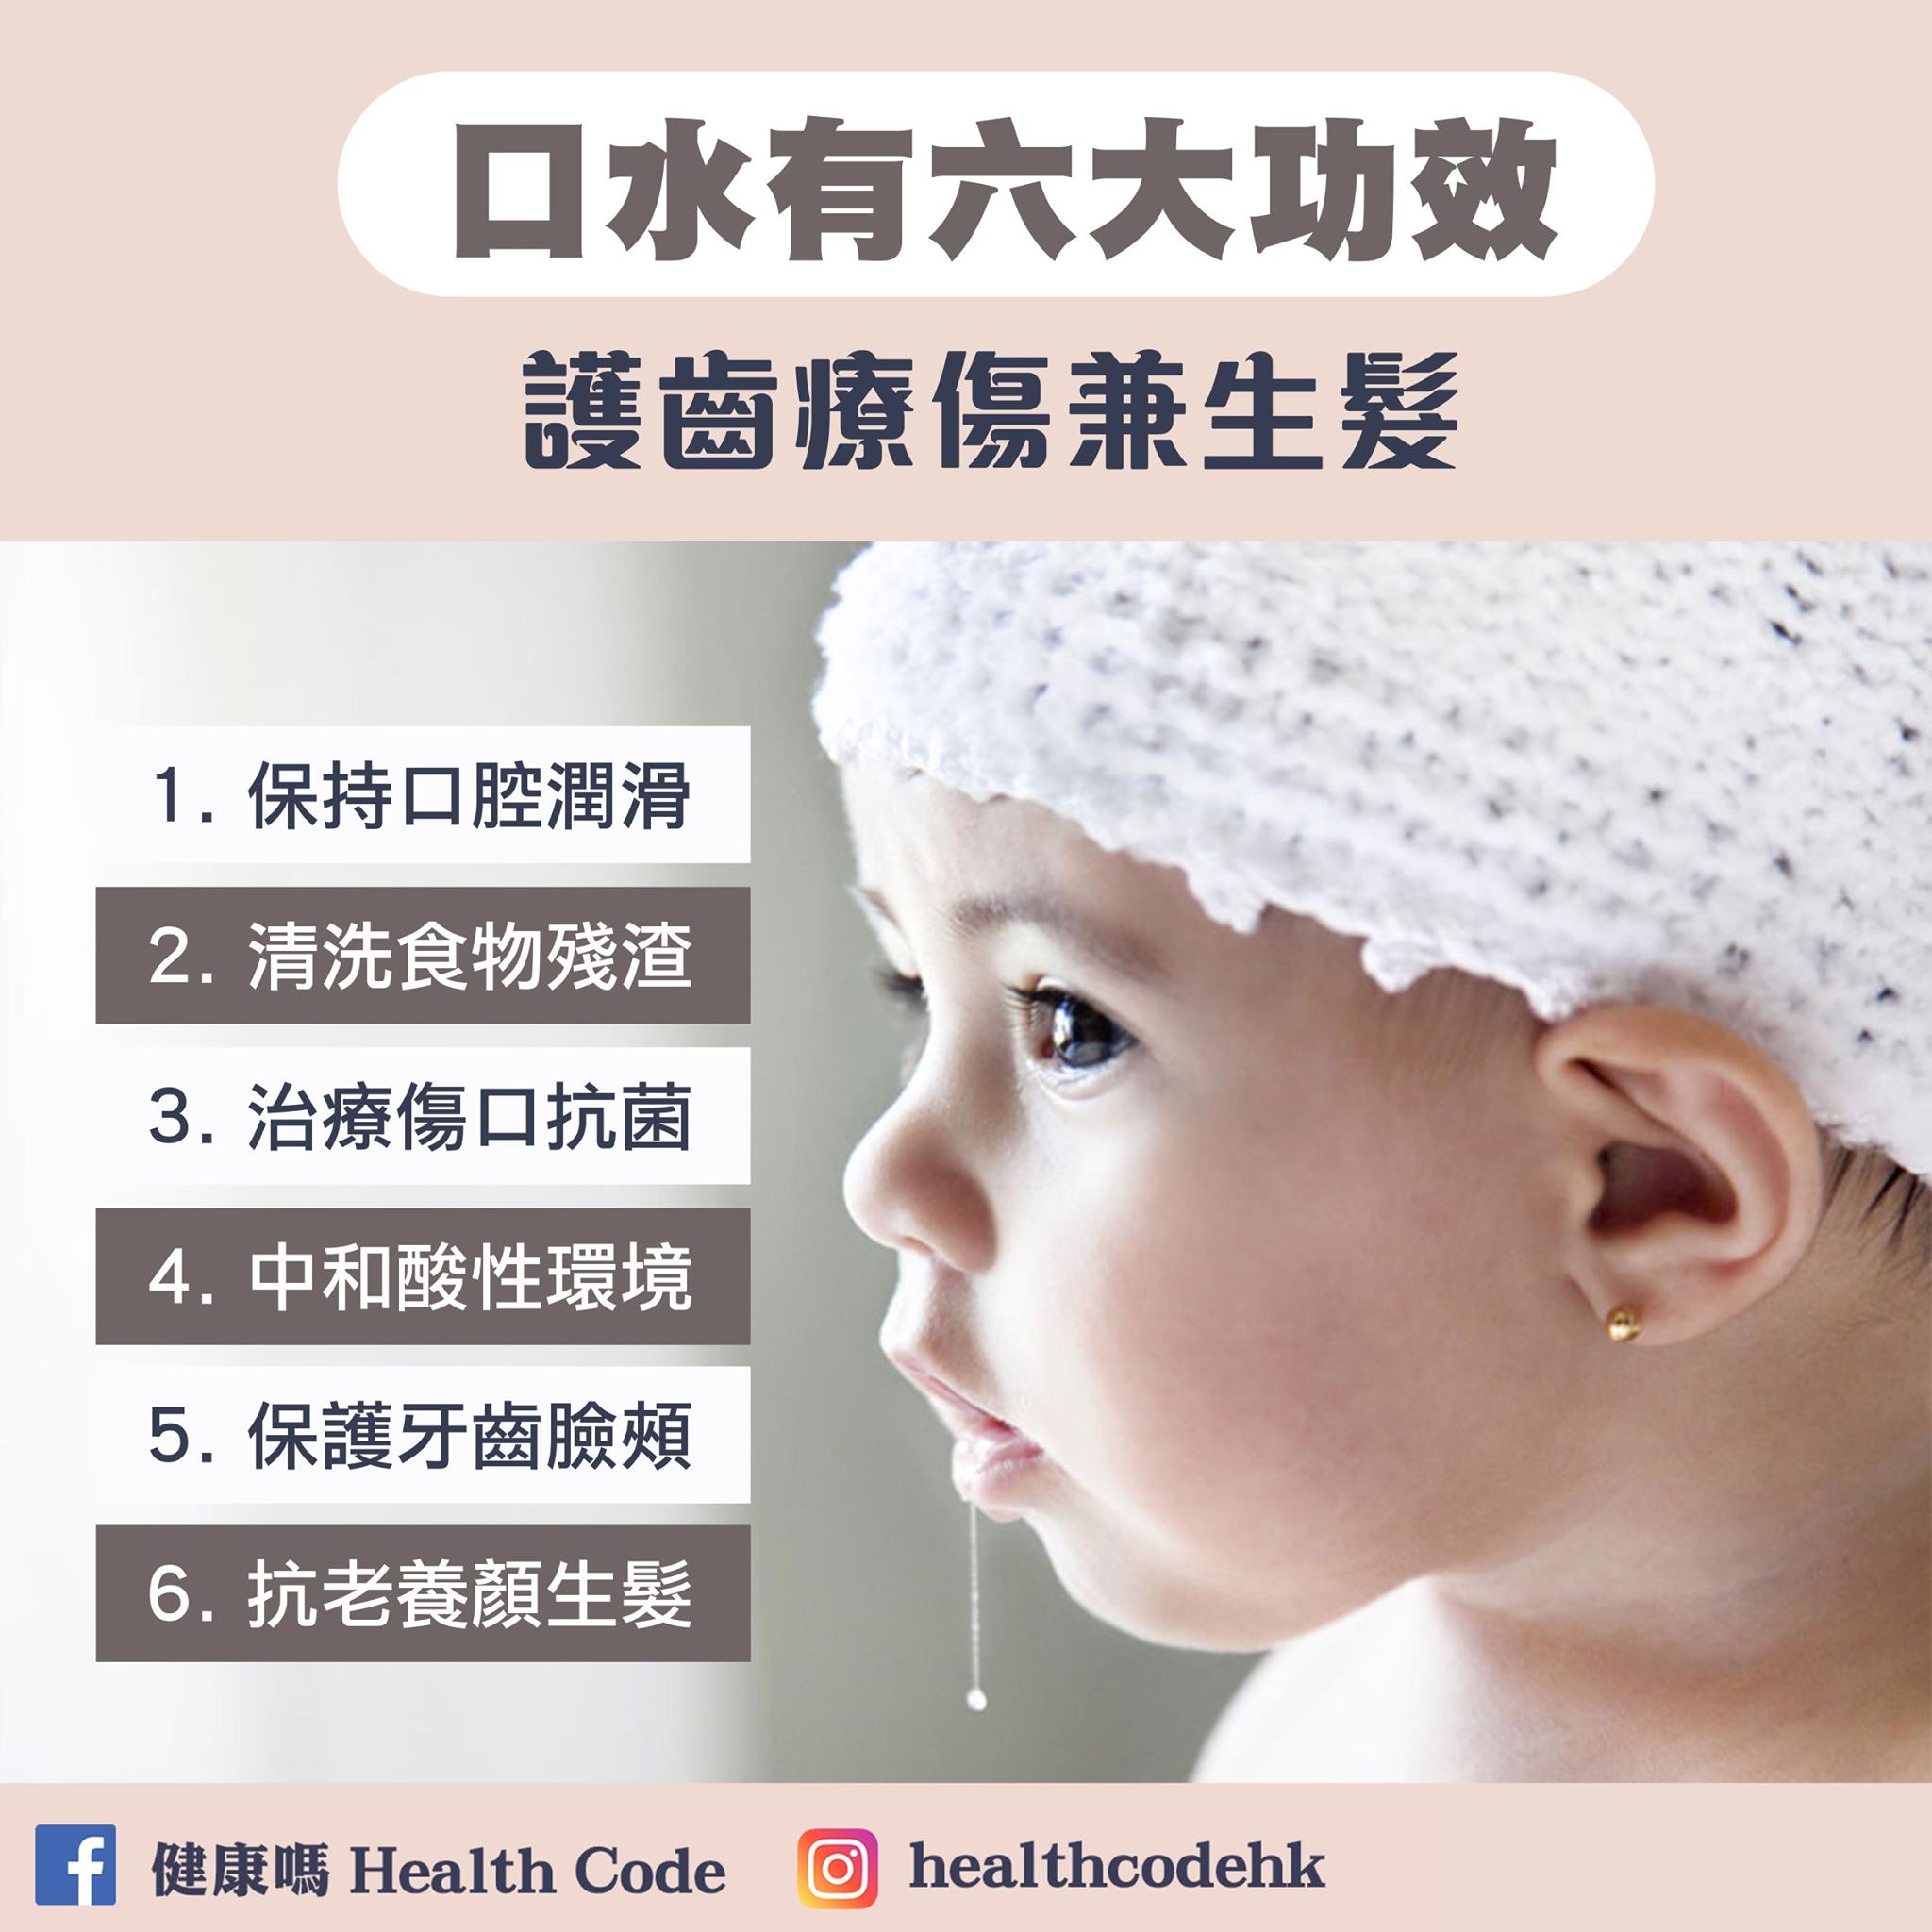 口水有六大功效
護齒療傷兼生髮
1. 保持口腔潤滑
2. 清洗食物殘渣
3. 治療傷口抗菌
4. 中和酸性環境
5. 保護牙齒臉頰
6. 抗老養顏生髮
健康嗎 Health Code
healthcodehk